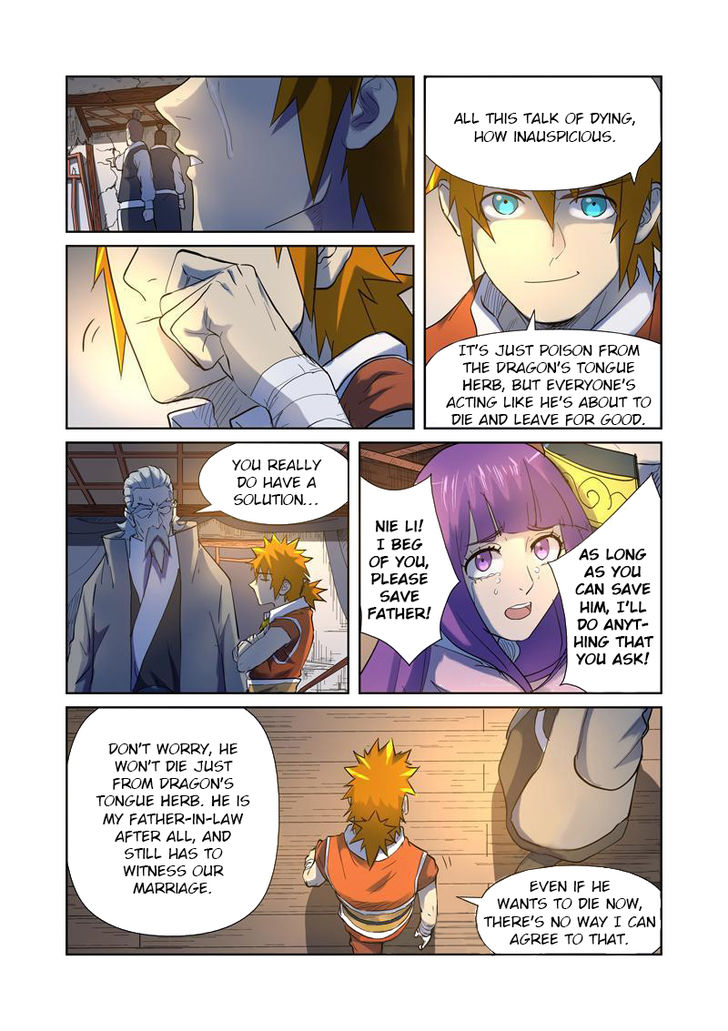 ALL THIS TALK OF DYING,
HOW INAUSPICIOUS.
IT'S JUST POISON FROM
THE DRAGON'S TONGUE
HERB, BUT EVERYONE'S
ACTING LIKE HE'S ABOUT TO
DIE AND LEAVE FOR GOOD.
YOU REALLY
DO HAVE A
SOLUTION...
NIE LI!
I BEG
OF YOU,
PLEASE
SAVE
FATHER!
AS LONG
AS YOU
CAN SAVE
HIM, I'LL
DO ANYT-
HING THAT
YOU ASK!
DON'T WORRY, HE
WON'T DIE JUST
FROM DRAGON'S
TONGUE HERB. HE IS
MY FATHER-IN-LAW
AFTER ALL, AND
STILL HAS TO
WITNESS OUR
MARRIAGE.
EVEN IF HE
WANTS TO DIE NOW,
THERE'S NO WAY I CAN
AGREE TO THAT.